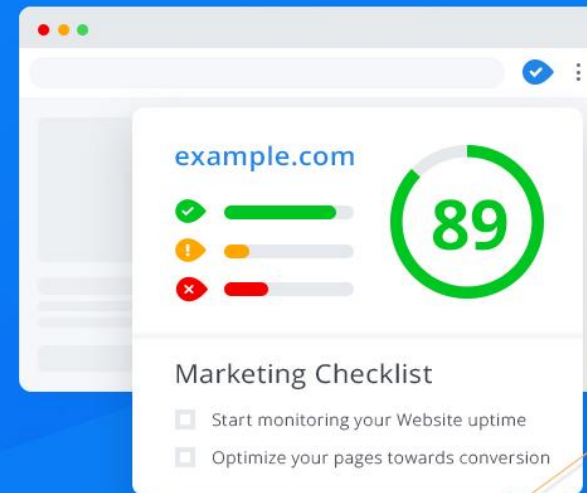 example.com
89
Marketing Checklist
Start monitoring your Website uptime
Optimize your pages towards conversion